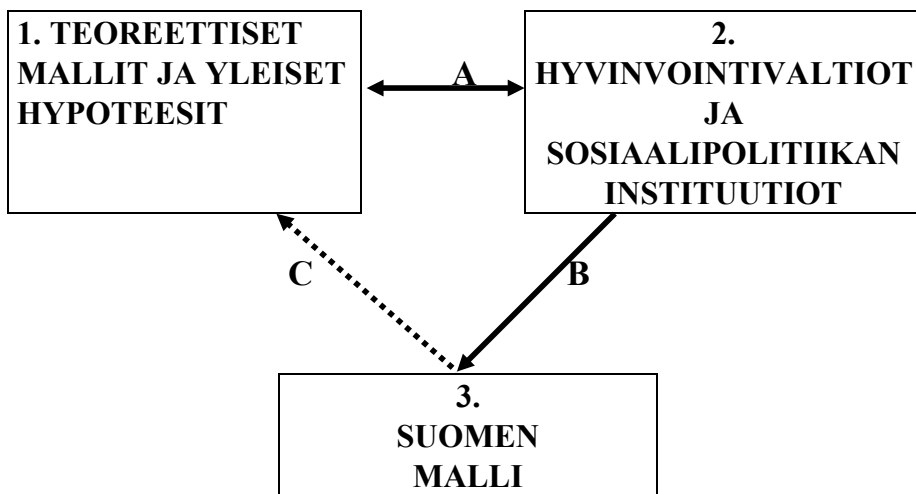 1. TEOREETTISET
MALLIT JA YLEISET
HYPOTEESIT
A
2.
HYVINVOINTIVALTIOT
JA
SOSIAALIPOLITIIKAN
INSTITUUTIOT
C
B
3.
SUOMEN
MALLI